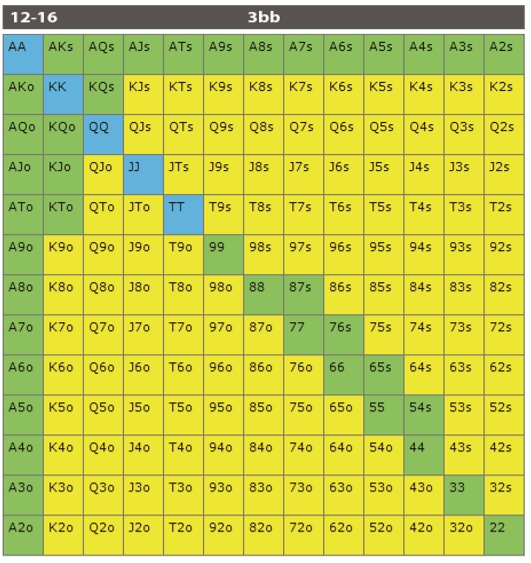 12-16 3bb
AA AKs AQs AJs ATs A9s A8s A7s A6s A5s A4s A3s A2s
AKo KK KQs KJs KTs K9s K8s K7s K6s K5s K4s K3s K2s
AQo KQo QQ QJs QTs Q9s Q8s Q7s Q6s Q5s Q4s Q3s Q2s
AJo KJo QJo JJ JTs J9s J8s J7s J6s J5s J4s J3s J2s
ATo KTo QTo JTo TT T9s T8s T7s T6s T5s T4s T3s T2s
A9o K9o Q9o J9o T9o 99 98s 97s 96s 95s 94s 93s 92s
A8o K8o Q8o J8o T8o 98o 88 87s 86s 85s 84s 83s 82s
A7o K7o Q7o J7o T7o 97o 87o 77 76s 75s 74s 73s 72s
A6o K6o Q6o J6o T6o 96o 86o 76o 66 65s 64s 63s 62s
A5o K5o Q5o J5o T5o 95o 85o 75o 65o 55 54s 53s 52s
A4o K4o Q4o J4o T4o 94o 84o 74o 64o 54o 44 43s 42s
A3o K3o Q3o J3o T3o 93o 83o 73o 63o 53o 43o 33 32s
A2o K2o Q2o J2o T2o 92o 82o 72o 62o 52o 42o 32o 22